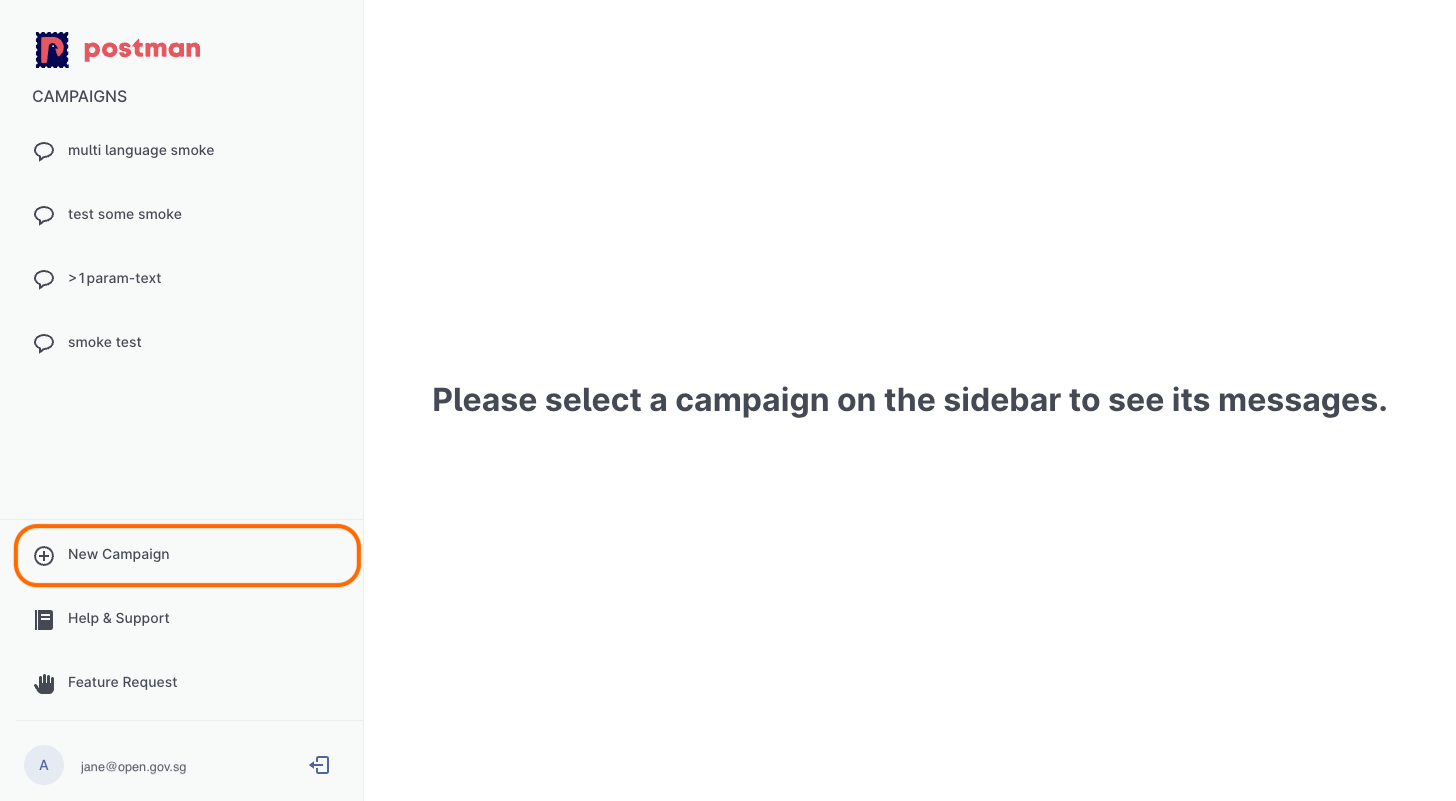 postman
CAMPAIGNS
multi language smoke
test some smoke
>1param-text
smoke test
Please select a campaign on the sidebar to see its messages.
New Campaign
Help & Support
Feature Request
A
jane@open.gov.sg